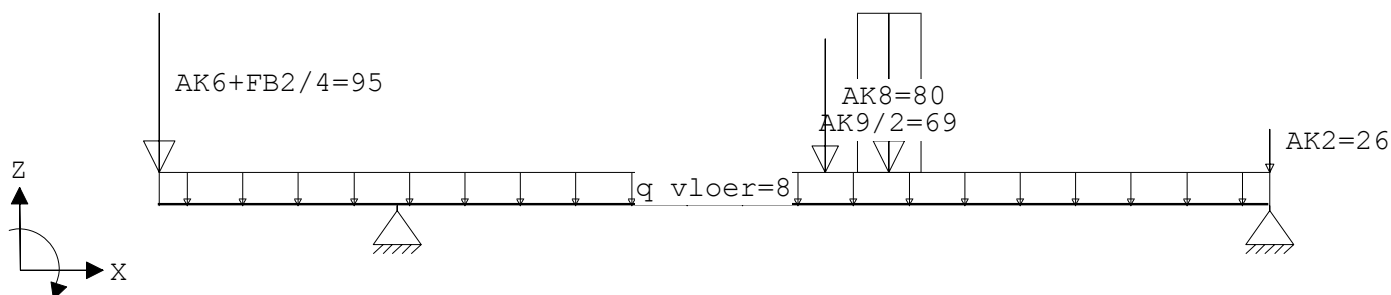 AK6+FB2/4=95
AK8=80
AK9/2=69
AK2=26
q vloer=8
Z
X